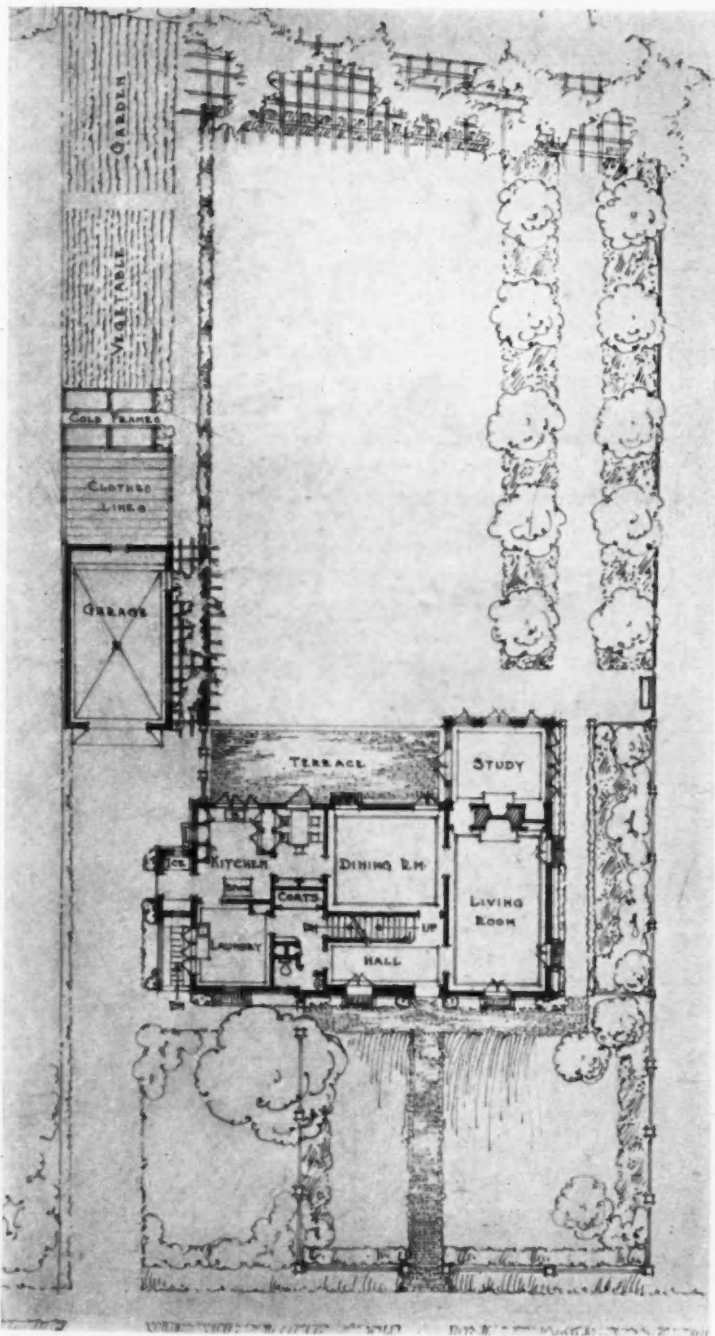 GARDEN
VEGETABLE
COLD FRAMES
CLOTHES
LINES
GARAGE
TERRACE
STUDY
ICE
KITCHEN
DINING RM.
COATS
LIVING
ROOM
LAUNDRY
DN
UP
HALL